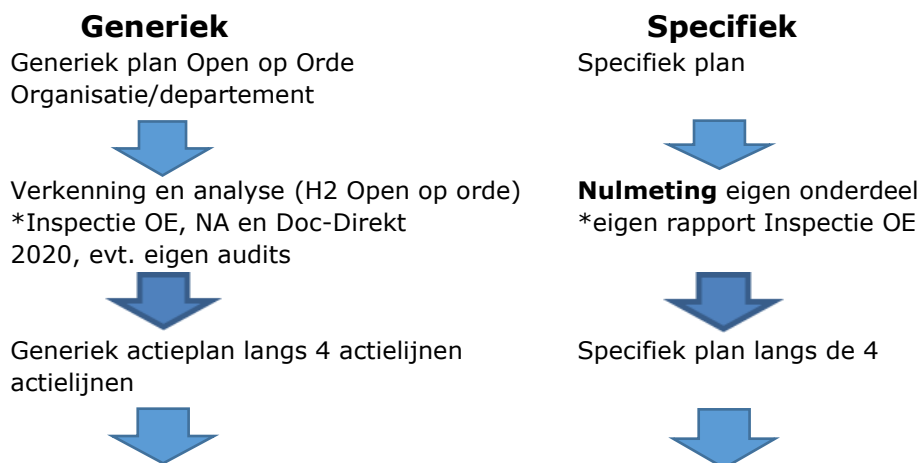 Generiek
Specifiek
Generiek plan Open op Orde
Specifiek plan
Organisatie/departement
Verkenning en analyse (H2 Open op orde)
Nulmeting eigen onderdeel
*Inspectie OE, NA en Doc-Direkt
*eigen rapport Inspectie OE
2020, evt. eigen audits
Generiek actieplan langs 4 actielijnen
Specifiek plan langs de 4
actielijnen